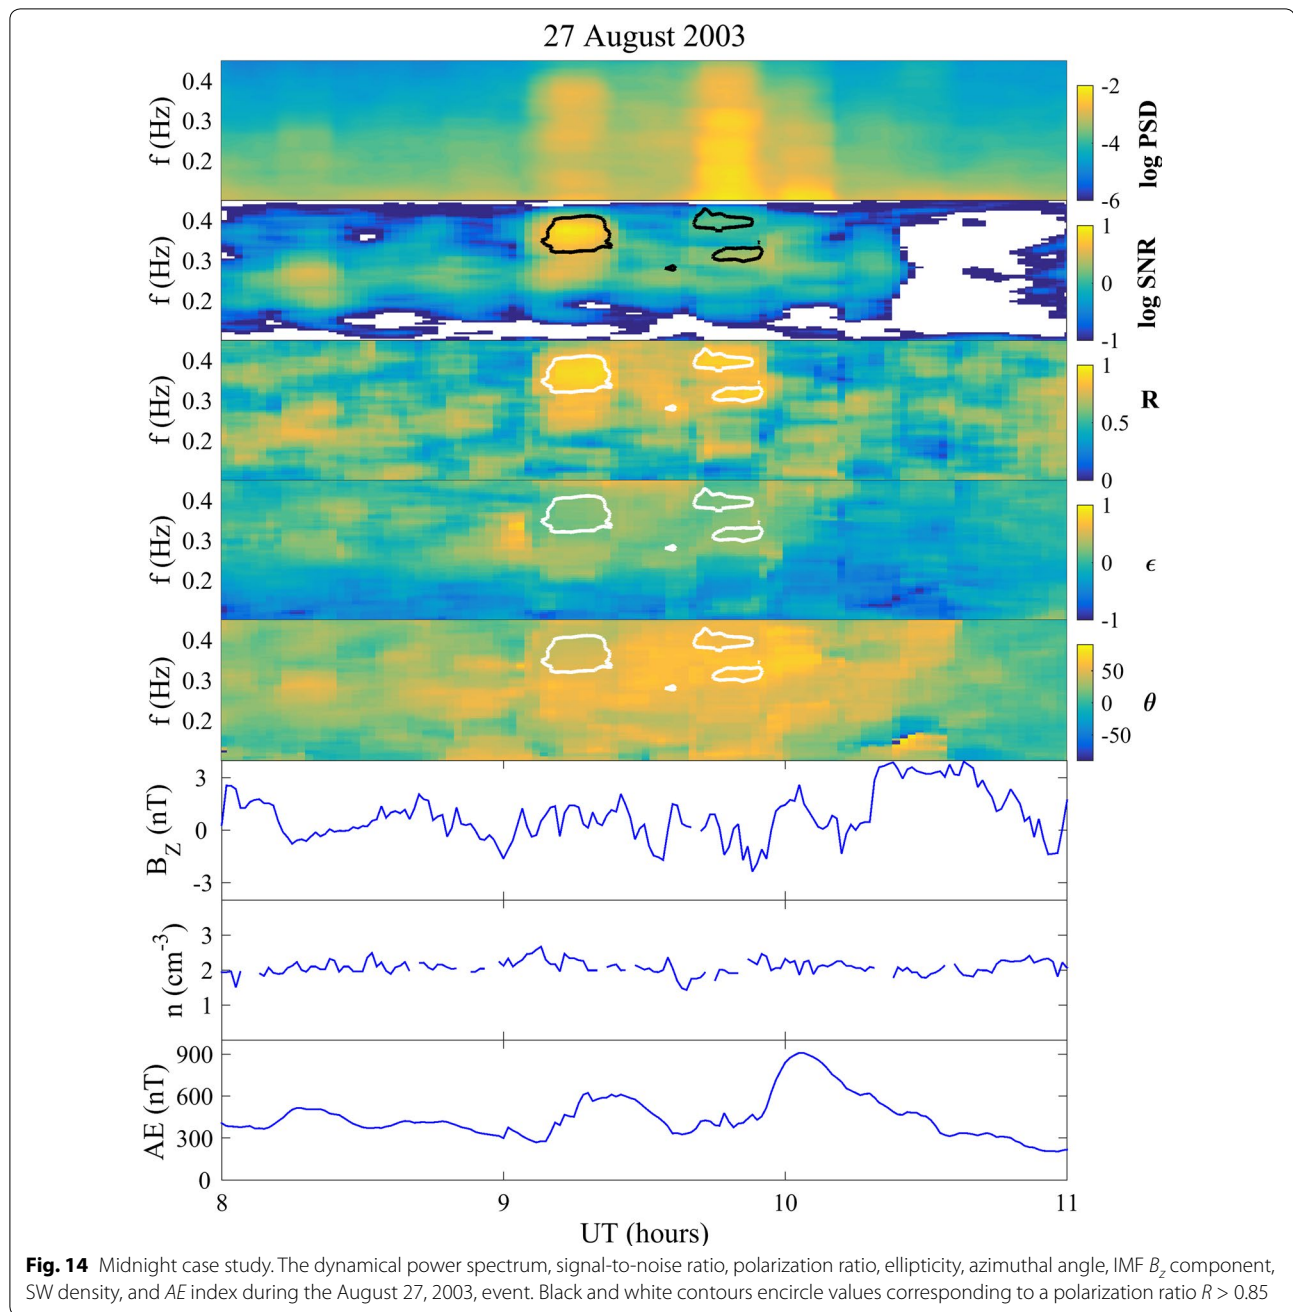 27 August 2003
0.4
0.3
0.2
f (Hz)
-2
-4
-6
log PSD
0.4
0.3
0.2
f (Hz)
1
0
-1
log SNR
0.4
0.3
0.2
f (Hz)
1
0.5
0
R
0.4
0.3
0.2
f (Hz)
1
0
-1
ϵ
0.4
0.3
0.2
f (Hz)
50
0
-50
θ
3
0
-3
B_Z (nT)
3
2
1
n (cm^-3)
900
600
300
0
AE (nT)
8 9 10 11
UT (hours)
Fig. 14 Midnight case study. The dynamical power spectrum, signal-to-noise ratio, polarization ratio, ellipticity, azimuthal angle, IMF B_z component,
SW density, and AE index during the August 27, 2003, event. Black and white contours encircle values corresponding to a polarization ratio R > 0.85